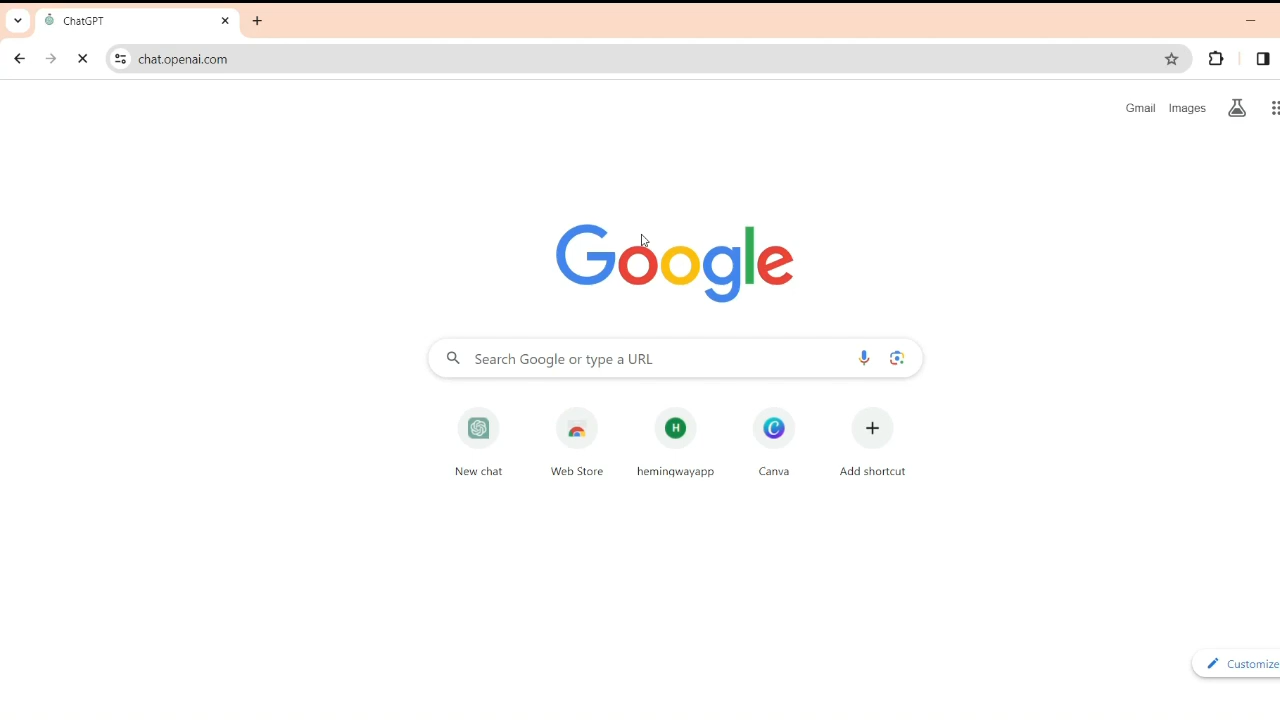 ChatGPT
chat.openai.com
Gmail Images
Google
Search Google or type a URL
H
C
New chat Web Store hemingwayapp Canva Add shortcut
Customize